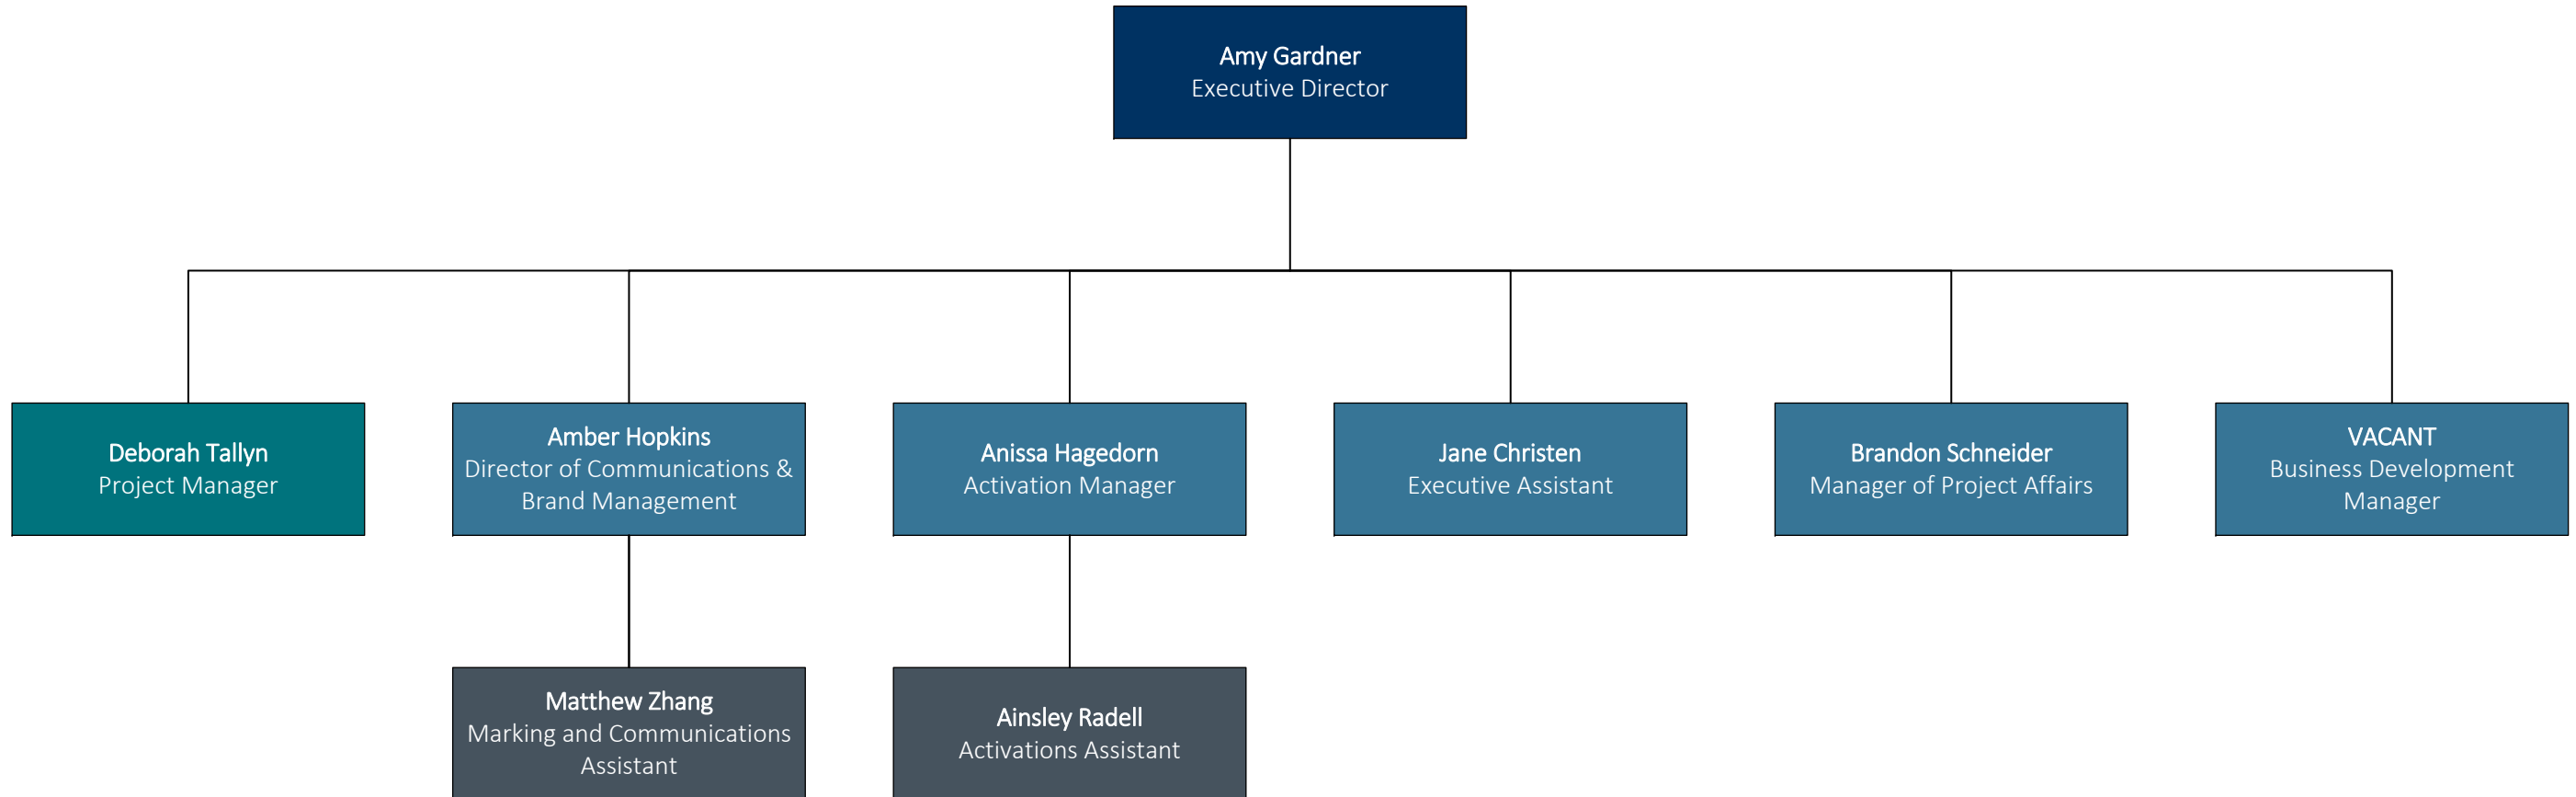 Amy Gardner
Executive Director
Deborah Tallyn
Project Manager
Amber Hopkins
Director of Communications &
Brand Management
Anissa Hagedorn
Activation Manager
Jane Christen
Executive Assistant
Brandon Schneider
Manager of Project Affairs
VACANT
Business Development
Manager
Matthew Zhang
Marking and Communications
Assistant
Ainsley Radell
Activations Assistant